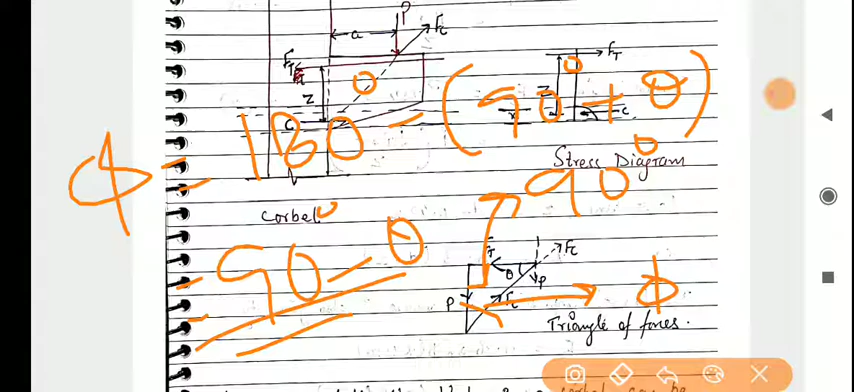 P
a
Fc
FT
FT
Z
θ
Z
C
C
φ = 180° - (90° + θ)
Stress Diagram
corbel
= 90 - θ
90°
FT
Fc
θ
P
P
Fc
φ
Triangle of forces.
corbel can be